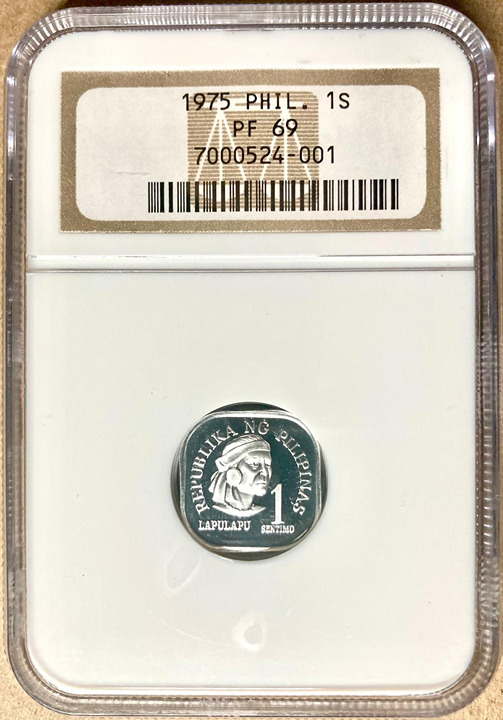 1975 PHIL. 1S
PF 69
7000524-001
REPUBLIKA NG PILIPINAS
LAPULAPU
1
SENTIMO